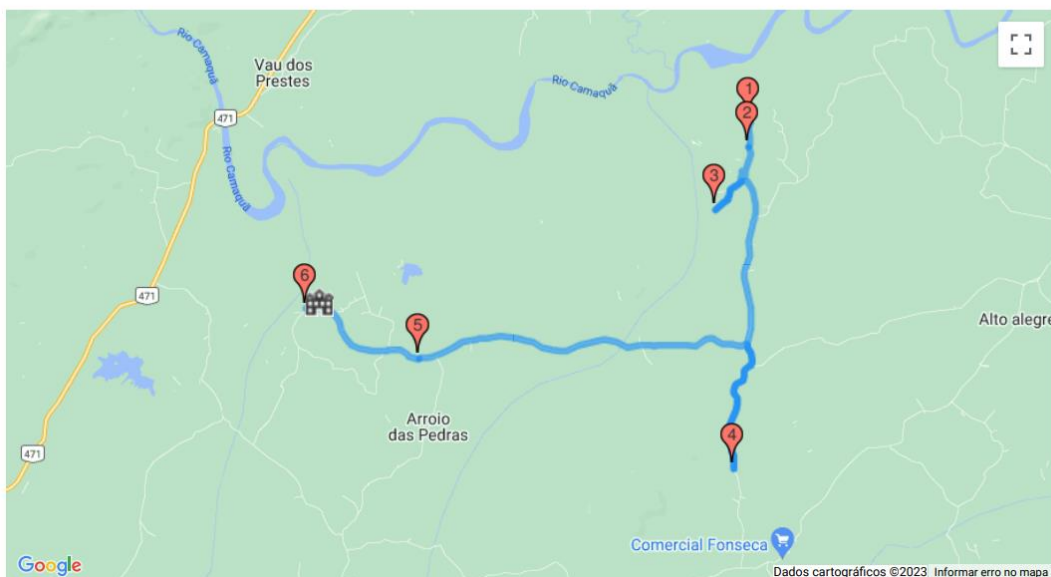 Rio Camaquã
Vau dos
Prestes
471
Rio Camaquã
Rio Camaquã
1
2
3
6
471
5
Alto alegre
Arroio
das Pedras
4
471
Comercial Fonseca
Google
Dados cartográficos ©2023 Informar erro no mapa